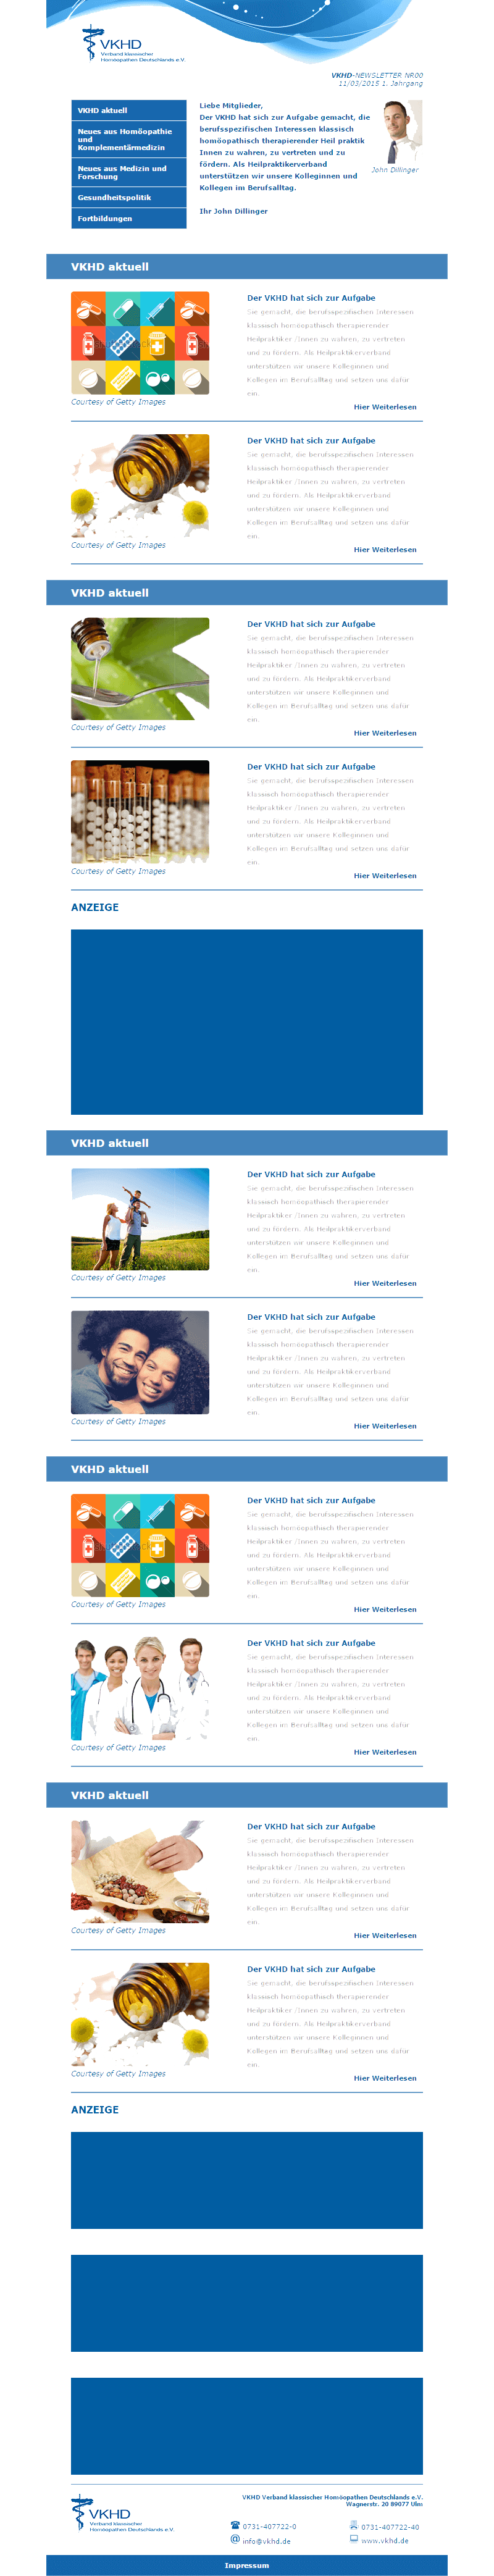 VKHD
Verband klassischer
Homöopathen Deutschlands e.V.
VKHD-NEWSLETTER NR.00
11/03/2015 1. Jahrgang
VKHD aktuell
Neues aus Homöopathie
und
Komplementärmedizin
Neues aus Medizin und
Forschung
Gesundheitspolitik
Fortbildungen
Liebe Mitglieder,
Der VKHD hat sich zur Aufgabe gemacht, die
berufsspezifischen Interessen klassisch
homöopathisch therapierender Heil praktik
Innen zu wahren, zu vertreten und zu
fördern. Als Heilpraktikerverband
unterstützten wir unsere Kolleginnen und
Kollegen im Berufsalltag.
Ihr John Dillinger
John Dillinger
VKHD aktuell
Courtesy of Getty Images
Der VKHD hat sich zur Aufgabe
Sie gemacht, die berufsspezifischen Interessen
klassisch homöopathisch therapierender
Heilpraktiker /Innen zu wahren, zu vertreten
und zu fördern. Als Heilpraktikerverband
unterstützten wir unsere Kolleginnen und
Kollegen im Berufsalltag und setzen uns dafür
ein.
Hier Weiterlesen
Courtesy of Getty Images
Der VKHD hat sich zur Aufgabe
Sie gemacht, die berufsspezifischen Interessen
klassisch homöopathisch therapierender
Heilpraktiker /Innen zu wahren, zu vertreten
und zu fördern. Als Heilpraktikerverband
unterstützten wir unsere Kolleginnen und
Kollegen im Berufsalltag und setzen uns dafür
ein.
Hier Weiterlesen
VKHD aktuell
Courtesy of Getty Images
Der VKHD hat sich zur Aufgabe
Sie gemacht, die berufsspezifischen Interessen
klassisch homöopathisch therapierender
Heilpraktiker /Innen zu wahren, zu vertreten
und zu fördern. Als Heilpraktikerverband
unterstützten wir unsere Kolleginnen und
Kollegen im Berufsalltag und setzen uns dafür
ein.
Hier Weiterlesen
Courtesy of Getty Images
Der VKHD hat sich zur Aufgabe
Sie gemacht, die berufsspezifischen Interessen
klassisch homöopathisch therapierender
Heilpraktiker /Innen zu wahren, zu vertreten
und zu fördern. Als Heilpraktikerverband
unterstützten wir unsere Kolleginnen und
Kollegen im Berufsalltag und setzen uns dafür
ein.
Hier Weiterlesen
ANZEIGE
VKHD aktuell
Courtesy of Getty Images
Der VKHD hat sich zur Aufgabe
Sie gemacht, die berufsspezifischen Interessen
klassisch homöopathisch therapierender
Heilpraktiker /Innen zu wahren, zu vertreten
und zu fördern. Als Heilpraktikerverband
unterstützten wir unsere Kolleginnen und
Kollegen im Berufsalltag und setzen uns dafür
ein.
Hier Weiterlesen
Courtesy of Getty Images
Der VKHD hat sich zur Aufgabe
Sie gemacht, die berufsspezifischen Interessen
klassisch homöopathisch therapierender
Heilpraktiker /Innen zu wahren, zu vertreten
und zu fördern. Als Heilpraktikerverband
unterstützten wir unsere Kolleginnen und
Kollegen im Berufsalltag und setzen uns dafür
ein.
Hier Weiterlesen
VKHD aktuell
Courtesy of Getty Images
Der VKHD hat sich zur Aufgabe
Sie gemacht, die berufsspezifischen Interessen
klassisch homöopathisch therapierender
Heilpraktiker /Innen zu wahren, zu vertreten
und zu fördern. Als Heilpraktikerverband
unterstützten wir unsere Kolleginnen und
Kollegen im Berufsalltag und setzen uns dafür
ein.
Hier Weiterlesen
Courtesy of Getty Images
Der VKHD hat sich zur Aufgabe
Sie gemacht, die berufsspezifischen Interessen
klassisch homöopathisch therapierender
Heilpraktiker /Innen zu wahren, zu vertreten
und zu fördern. Als Heilpraktikerverband
unterstützten wir unsere Kolleginnen und
Kollegen im Berufsalltag und setzen uns dafür
ein.
Hier Weiterlesen
VKHD aktuell
Courtesy of Getty Images
Der VKHD hat sich zur Aufgabe
Sie gemacht, die berufsspezifischen Interessen
klassisch homöopathisch therapierender
Heilpraktiker /Innen zu wahren, zu vertreten
und zu fördern. Als Heilpraktikerverband
unterstützten wir unsere Kolleginnen und
Kollegen im Berufsalltag und setzen uns dafür
ein.
Hier Weiterlesen
Courtesy of Getty Images
Der VKHD hat sich zur Aufgabe
Sie gemacht, die berufsspezifischen Interessen
klassisch homöopathisch therapierender
Heilpraktiker /Innen zu wahren, zu vertreten
und zu fördern. Als Heilpraktikerverband
unterstützten wir unsere Kolleginnen und
Kollegen im Berufsalltag und setzen uns dafür
ein.
Hier Weiterlesen
ANZEIGE
VKHD
Verband klassischer
Homöopathen Deutschlands e.V.
VKHD Verband klassischer Homöopathen Deutschlands e.V.
Wagnerstr. 20 89077 Ulm
0731-407722-0
0731-407722-40
info@vkhd.de
www.vkhd.de
Impressum